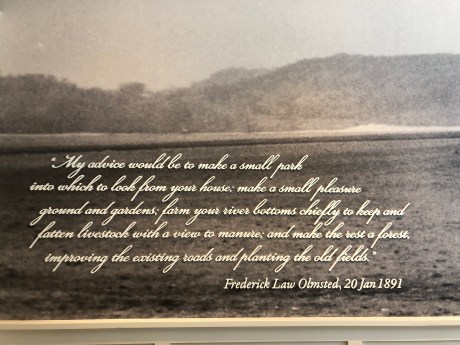 "My advice would be to make a small park
into which to look from your house; make a small pleasure
ground and gardens; farm your river bottoms chiefly to keep and
fatten livestock with a view to manure; and make the rest a forest,
improving the existing roads and planting the old fields."
Frederick Law Olmsted, 20 Jan 1891